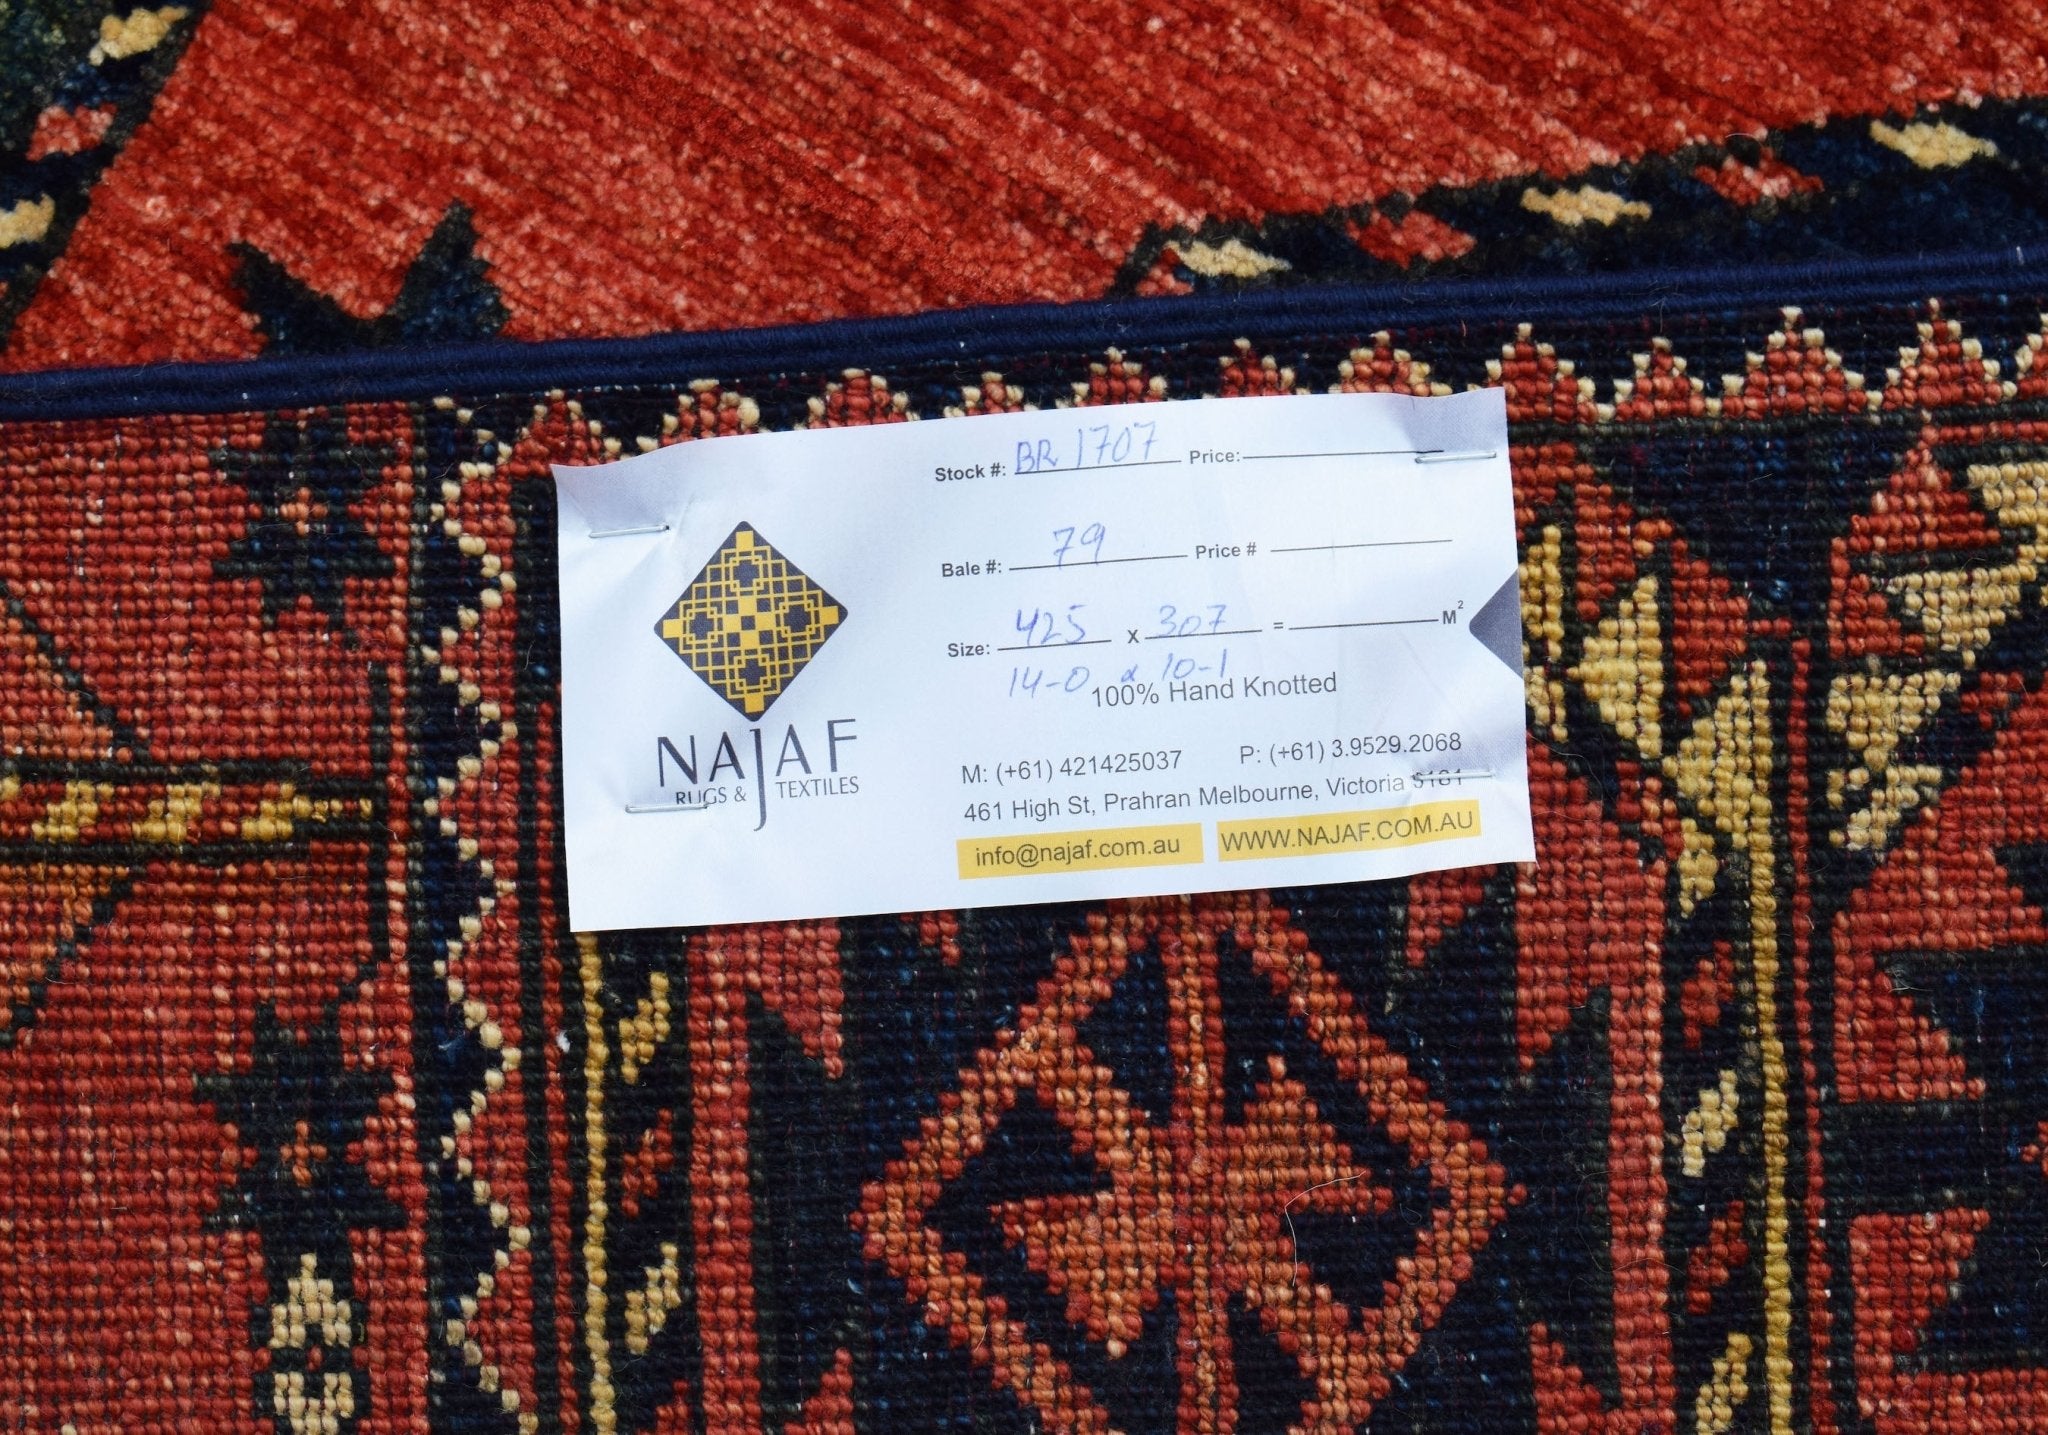 NAJAF
RUGS & TEXTILES
Stock #: BR 1707 Price:
Bale #: 79 Price #
Size: 425 x 307 = M²
14-0 x 10-1
100% Hand Knotted
M: (+61) 421425037 P: (+61) 3.9529.2068
461 High St, Prahran Melbourne, Victoria 3181
info@najaf.com.au WWW.NAJAF.COM.AU